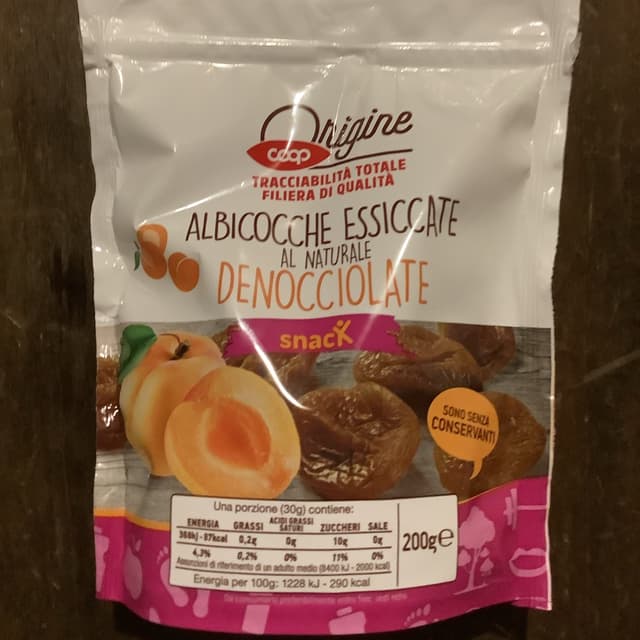 Origine
coop
TRACCIABILITÀ TOTALE
FILIERA DI QUALITÀ
ALBICOCCHE ESSICCATE
AL NATURALE
DENOCCIOLATE
snack
SONO SENZA
CONSERVANTI
Una porzione (30g) contiene:
ENERGIA GRASSI ACIDI GRASSI SATURI ZUCCHERI SALE
368kj - 87kcal 0,2g 0g 10g 0g
4,3% 0,2% 0% 11% 0%
Assunzioni di riferimento di un adulto medio (8400 kJ - 2000 kcal)
Energia per 100g: 1228 kJ - 290 kcal
200g e